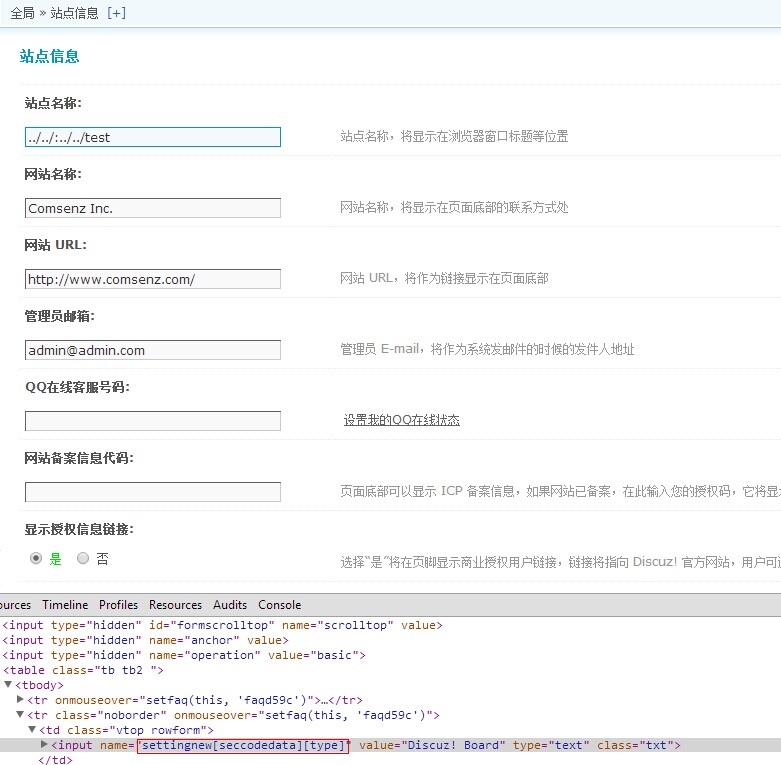 全局 » 站点信息 [+]
站点信息
站点名称:
../../:../../test 站点名称，将显示在浏览器窗口标题等位置
网站名称:
Comsenz Inc. 网站名称，将显示在页面底部的联系方式处
网站 URL:
http://www.comsenz.com/ 网站 URL，将作为链接显示在页面底部
管理员邮箱:
admin@admin.com 管理员 E-mail，将作为系统发邮件的时候的发件人地址
QQ在线客服号码:
设置我的QQ在线状态
网站备案信息代码:
页面底部可以显示 ICP 备案信息，如果网站已备案，在此输入您的授权码，它将显
显示授权信息链接:
是 否 选择“是”将在页脚显示商业授权用户链接，链接将指向 Discuz! 官方网站，用户可
ources Timeline Profiles Resources Audits Console
<input type="hidden" id="formscrolltop" name="scrolltop" value>
<input type="hidden" name="anchor" value>
<input type="hidden" name="operation" value="basic">
<table class="tb tb2 ">
▼<tbody>
▶<tr onmouseover="setfaq(this, 'faqd59c')">…</tr>
▼<tr class="noborder" onmouseover="setfaq(this, 'faqd59c')">
▼<td class="vtop rowform">
▶<input name="settingnew[seccodedata][type]" value="Discuz! Board" type="text" class="txt">
</td>